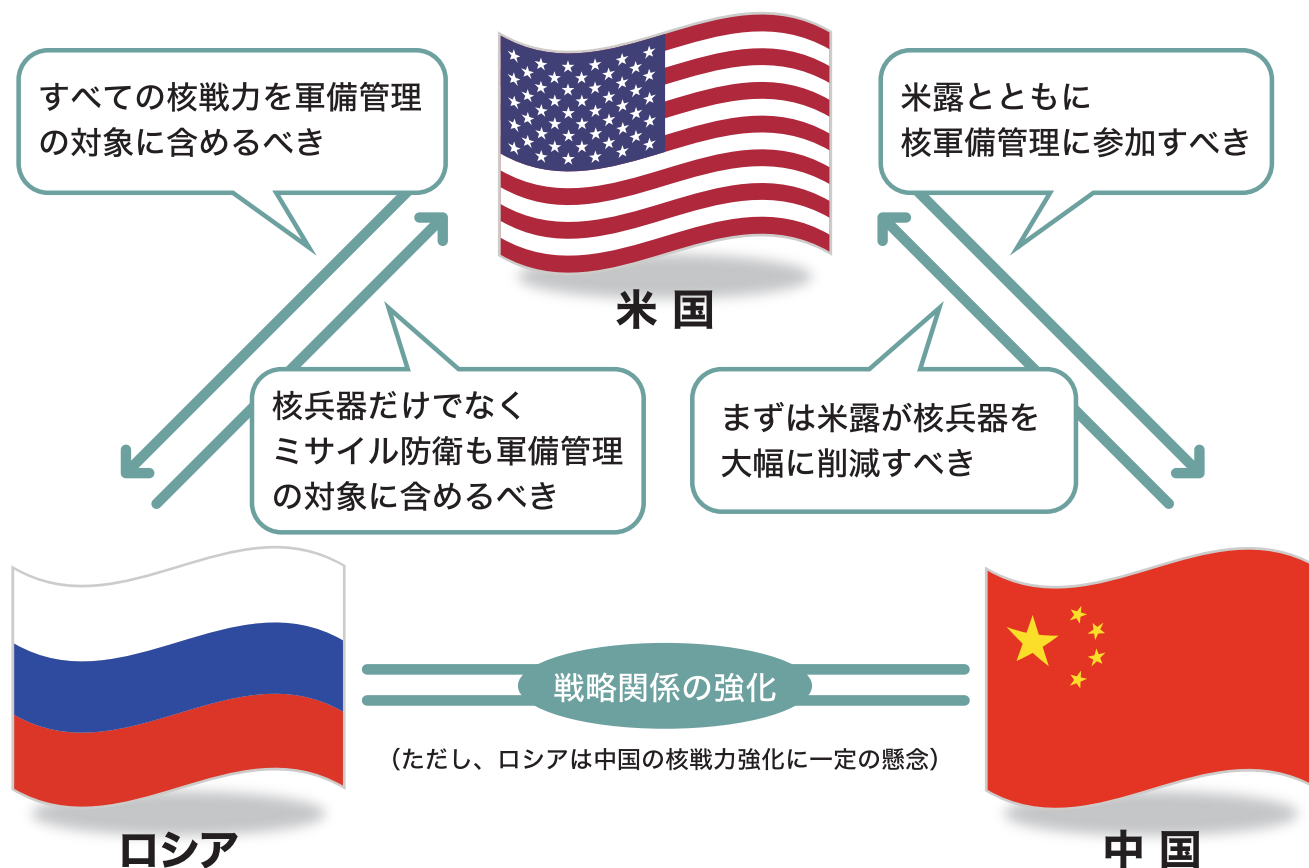 すべての核戦力を軍備管理
の対象に含めるべき
米露とともに
核軍備管理に参加すべき
米国
核兵器だけでなく
ミサイル防衛も軍備管理
の対象に含めるべき
まずは米露が核兵器を
大幅に削減すべき
戦略関係の強化
（ただし、ロシアは中国の核戦力強化に一定の懸念）
ロシア
中国